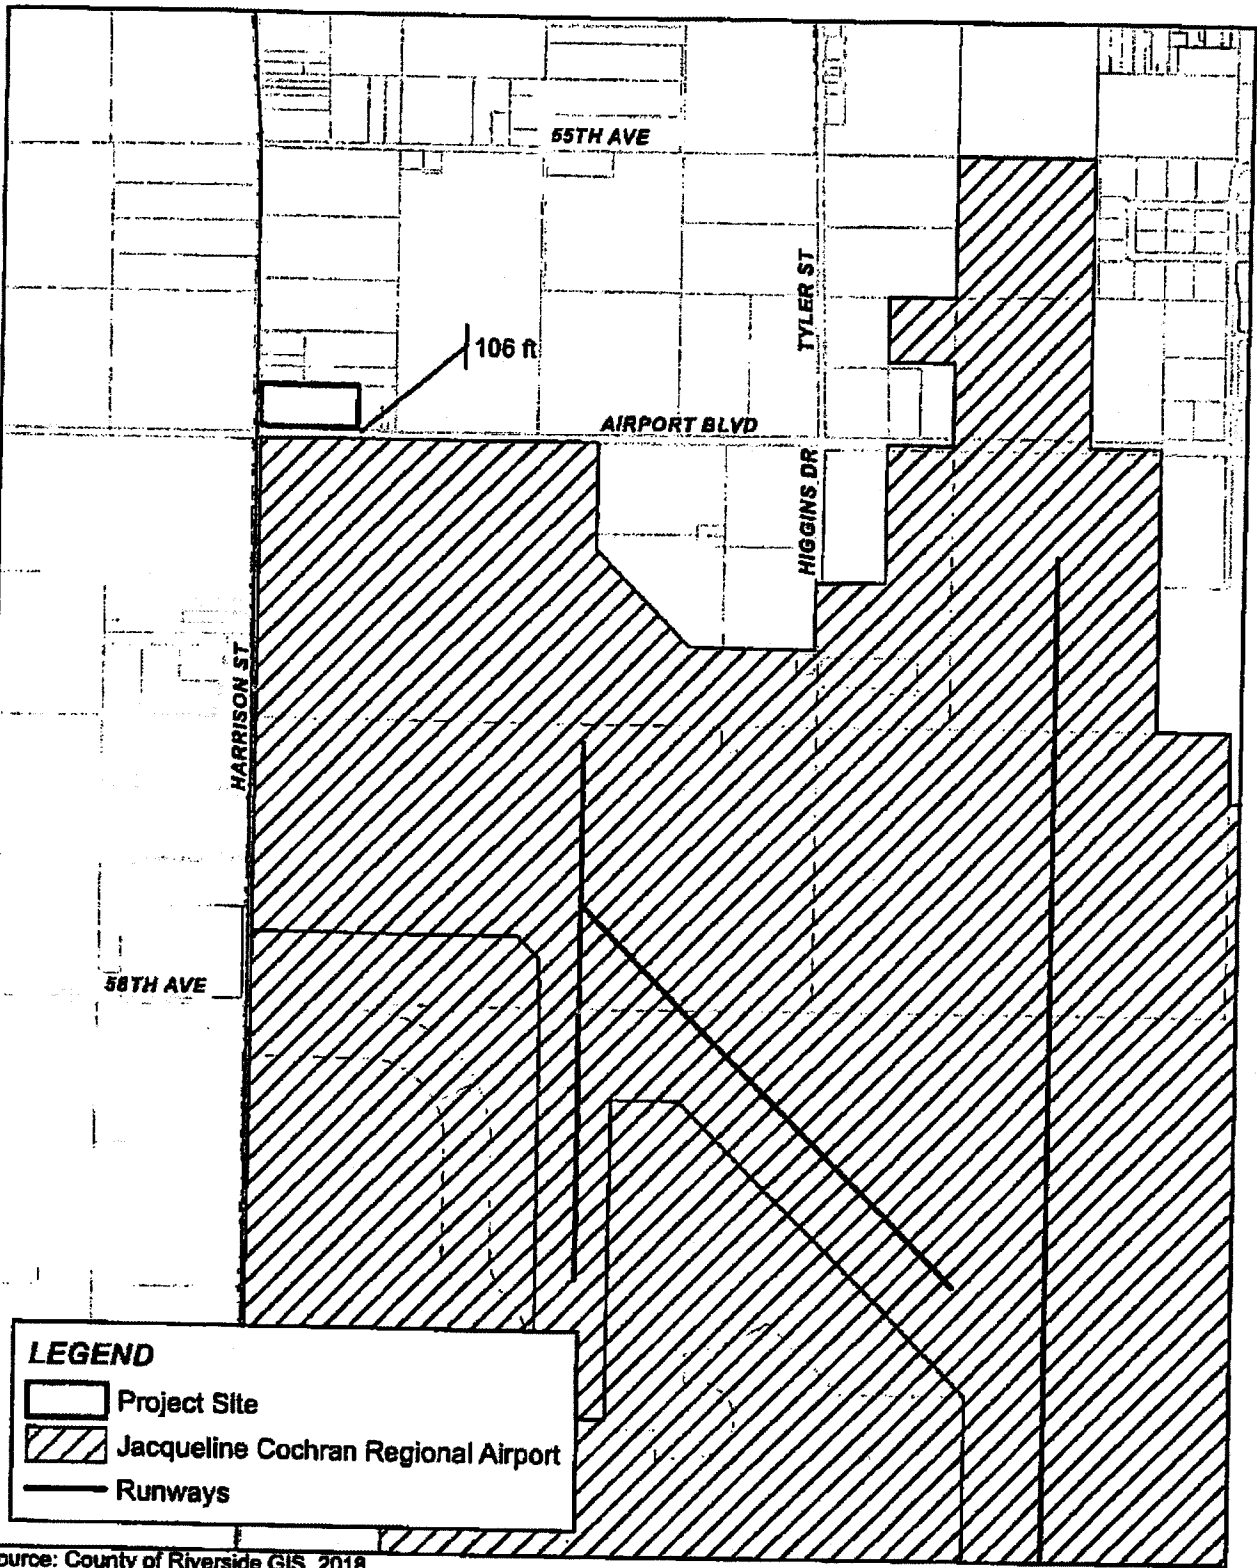 55TH AVE
TYLER ST
106 ft
AIRPORT BLVD
HIGGINS DR
HARRISON ST
58TH AVE
LEGEND
Project Site
Jacqueline Cochran Regional Airport
Runways
ource: County of Riverside GIS, 2018